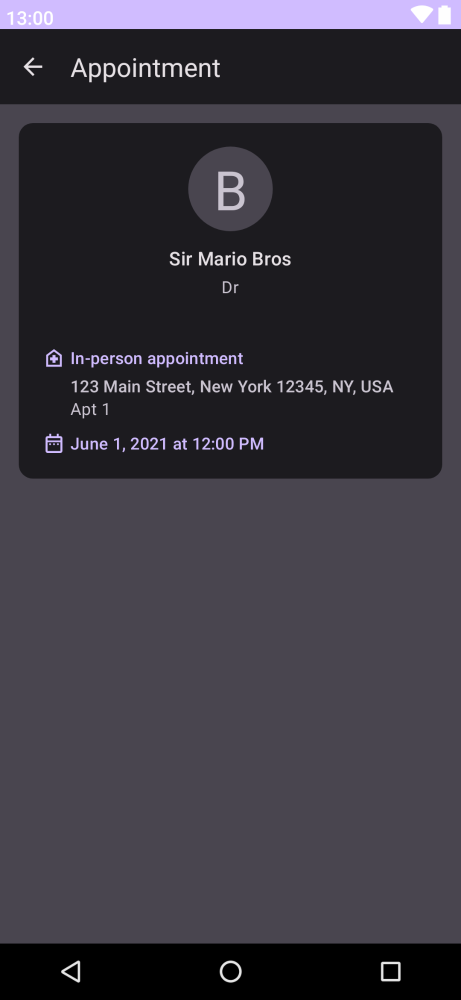 13:00
Appointment
B
Sir Mario Bros
Dr
In-person appointment
123 Main Street, New York 12345, NY, USA
Apt 1
June 1, 2021 at 12:00 PM